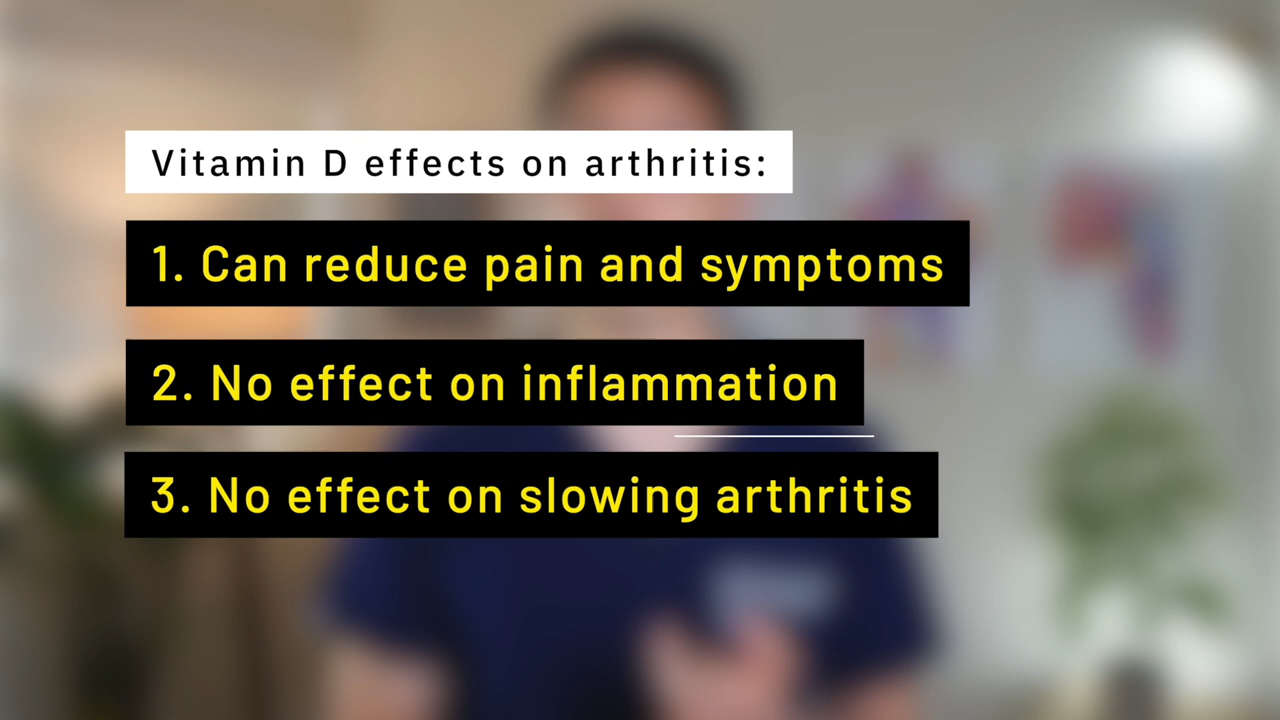 Vitamin D effects on arthritis:
1. Can reduce pain and symptoms
2. No effect on inflammation
3. No effect on slowing arthritis